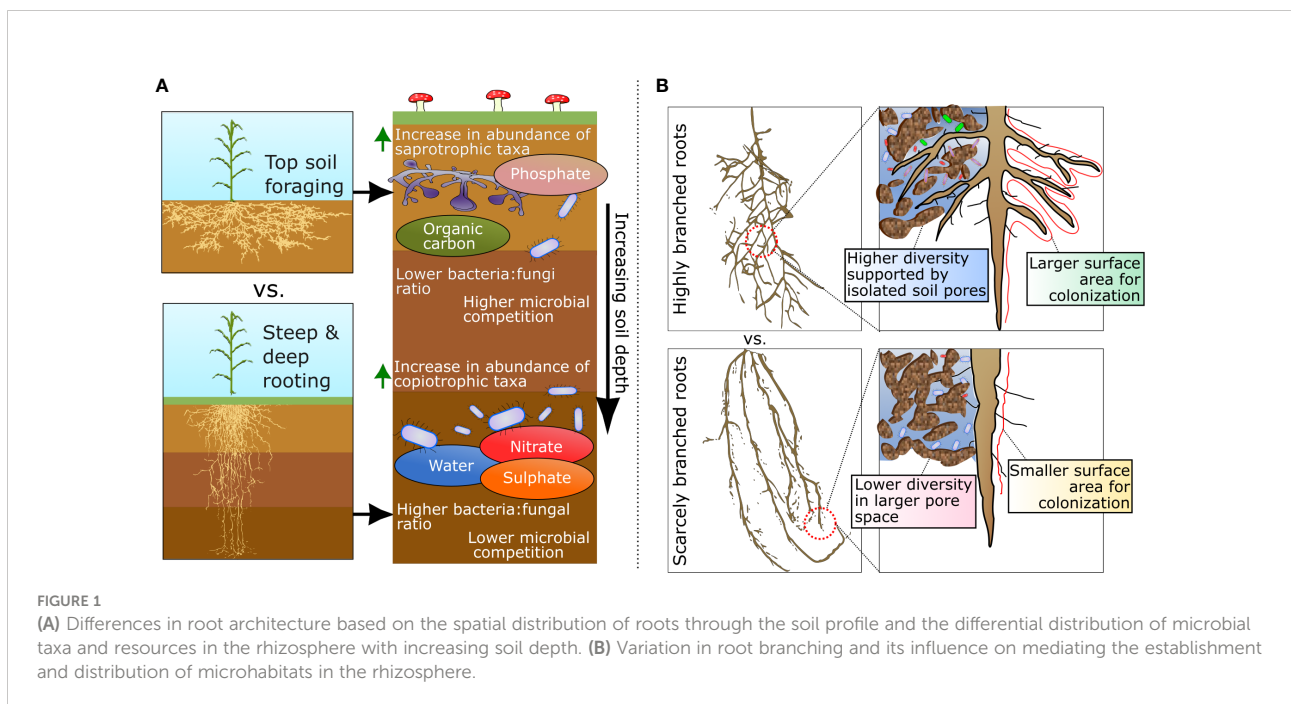 A
Top soil
foraging
vs.
Steep &
deep
rooting
Increase in abundance of
saprotrophic taxa
Phosphate
Organic
carbon
Lower bacteria:fungi
ratio
Higher microbial
competition
Increase in abundance of
copiotrophic taxa
Nitrate
Water
Sulphate
Higher bacteria:fungal
ratio
Lower microbial
competition
Increasing soil depth
B
Highly branched roots
Higher diversity
supported by
isolated soil pores
Larger surface
area for
colonization
vs.
Scarcely branched roots
Lower diversity
in larger pore
space
Smaller surface
area for
colonization
FIGURE 1
(A) Differences in root architecture based on the spatial distribution of roots through the soil profile and the differential distribution of microbial
taxa and resources in the rhizosphere with increasing soil depth. (B) Variation in root branching and its influence on mediating the establishment
and distribution of microhabitats in the rhizosphere.